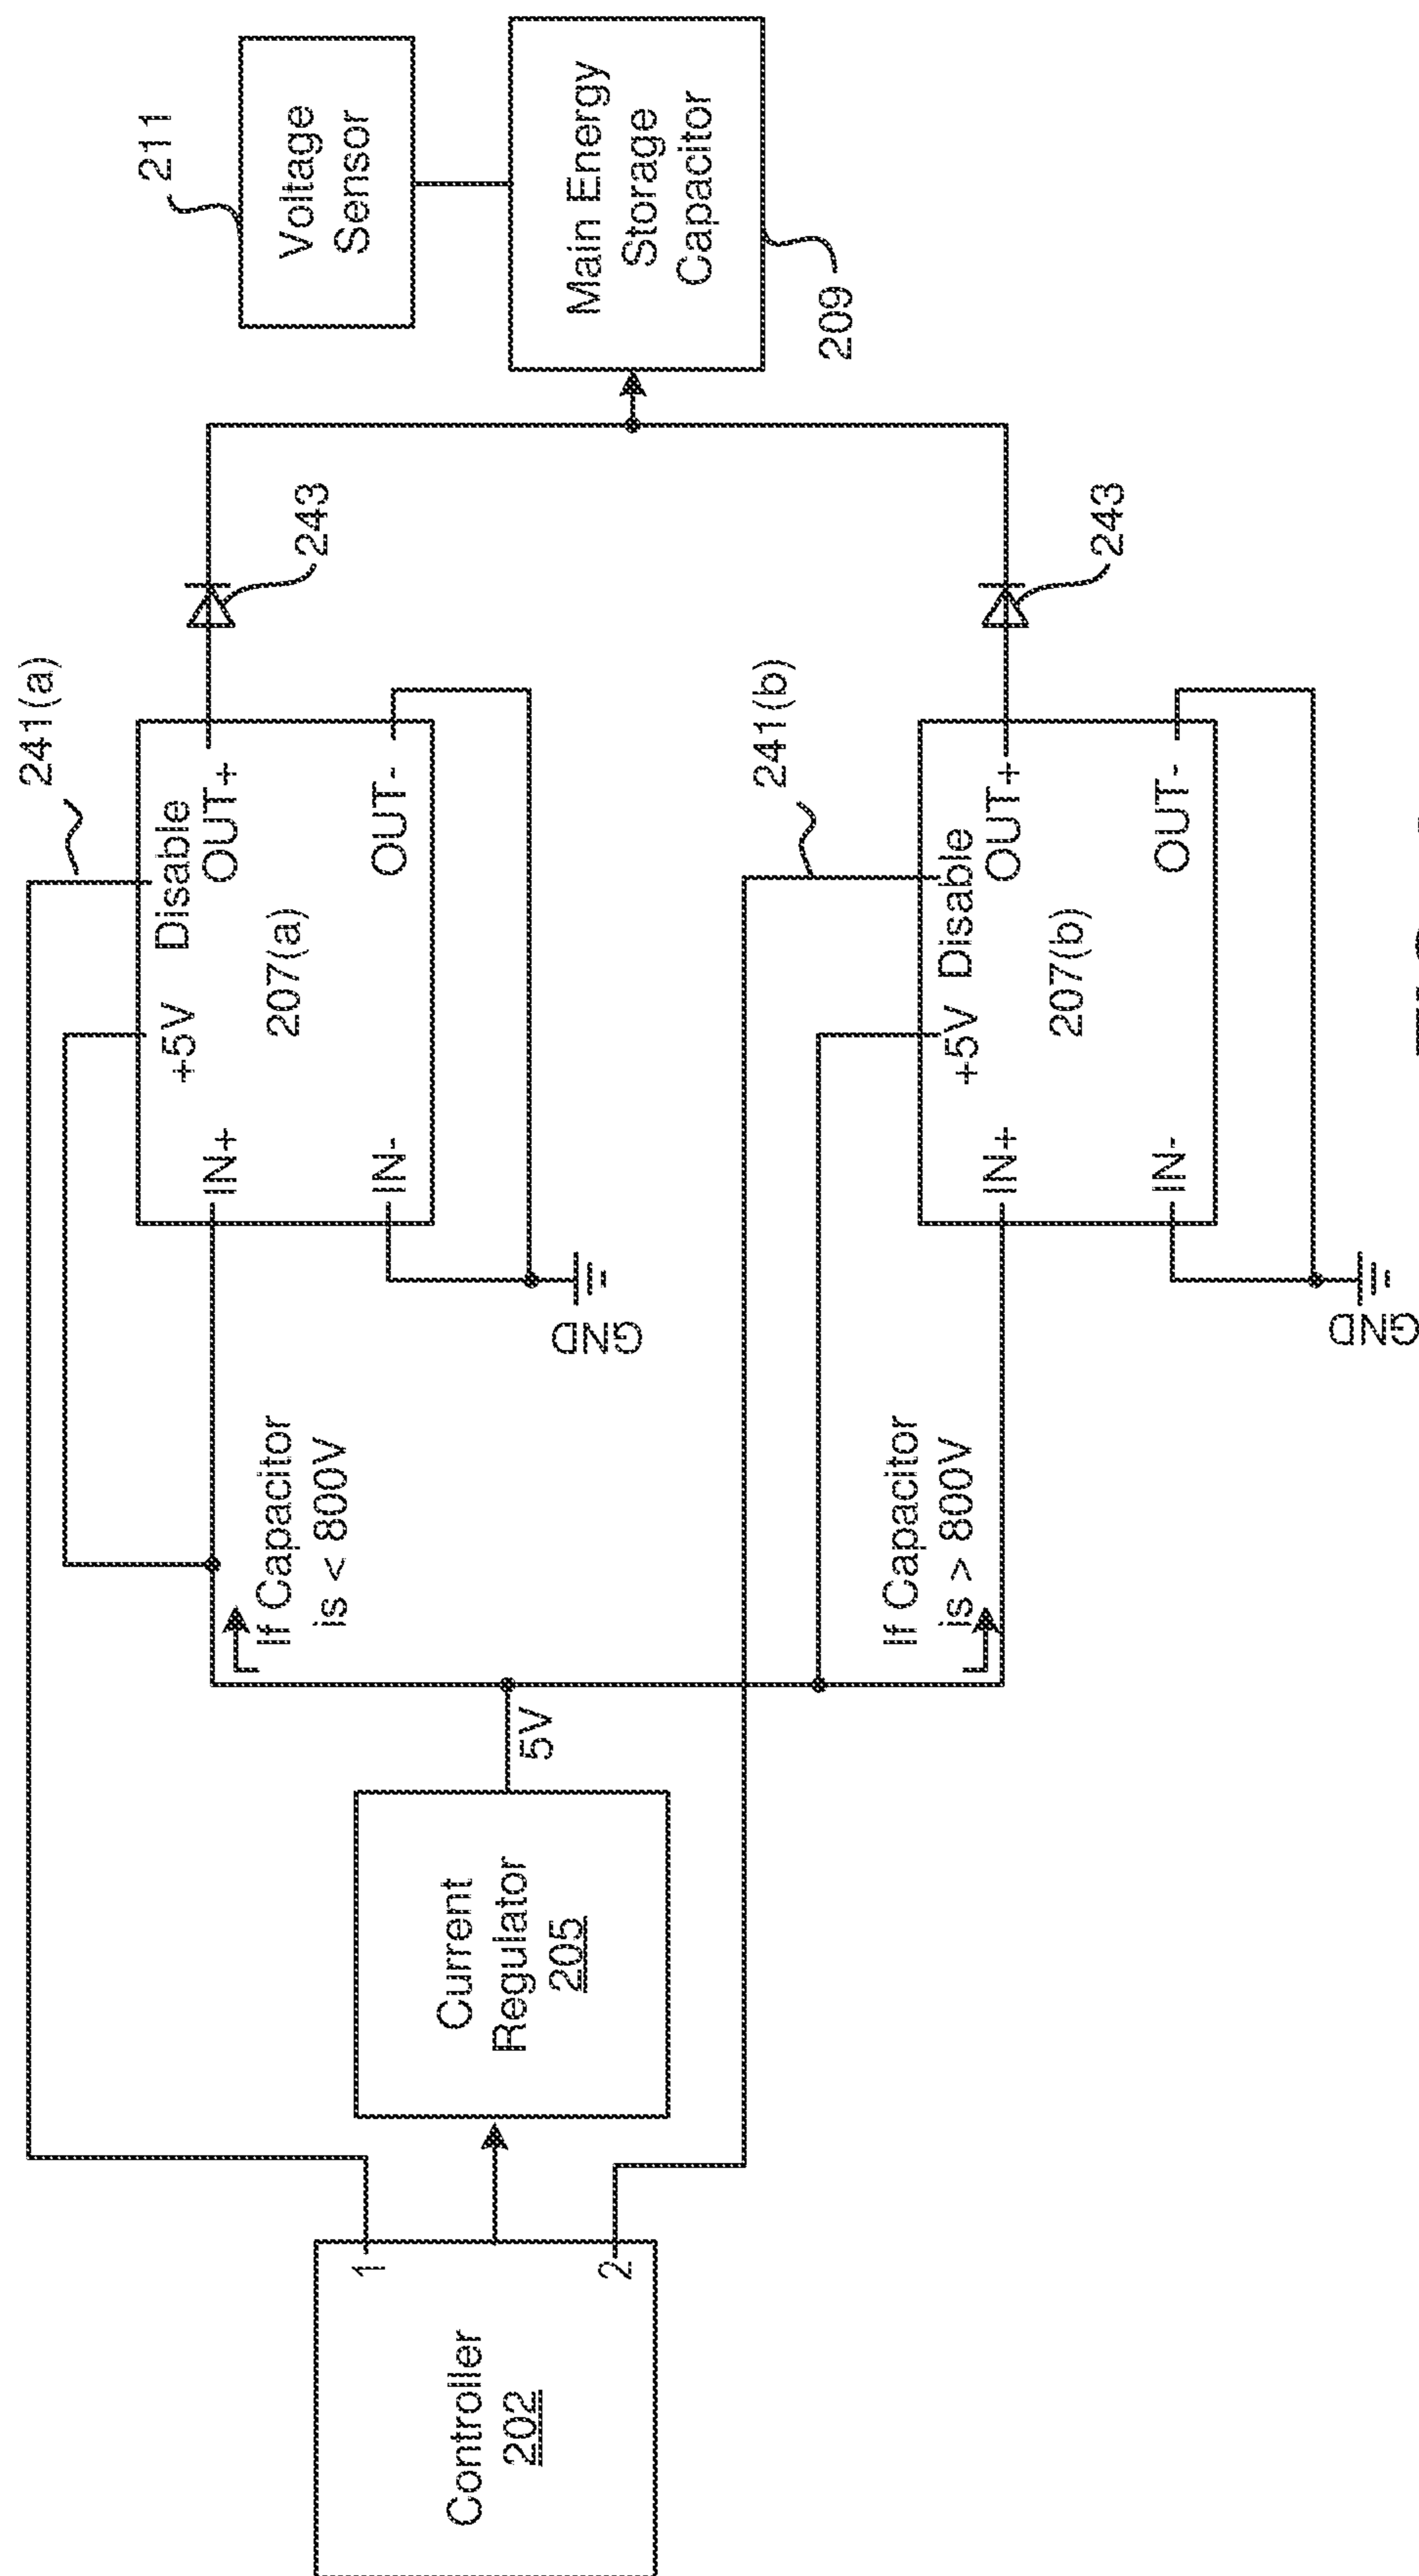 Controller
202
1
2
Current
Regulator
205
5V
If Capacitor
is < 800V
If Capacitor
is > 800V
241(a)
+5V Disable
IN+
OUT+
207(a)
IN-
OUT-
GND
243
241(b)
+5V Disable
IN+
OUT+
207(b)
IN-
OUT-
GND
243
211
Voltage
Sensor
Main Energy
Storage
Capacitor
209